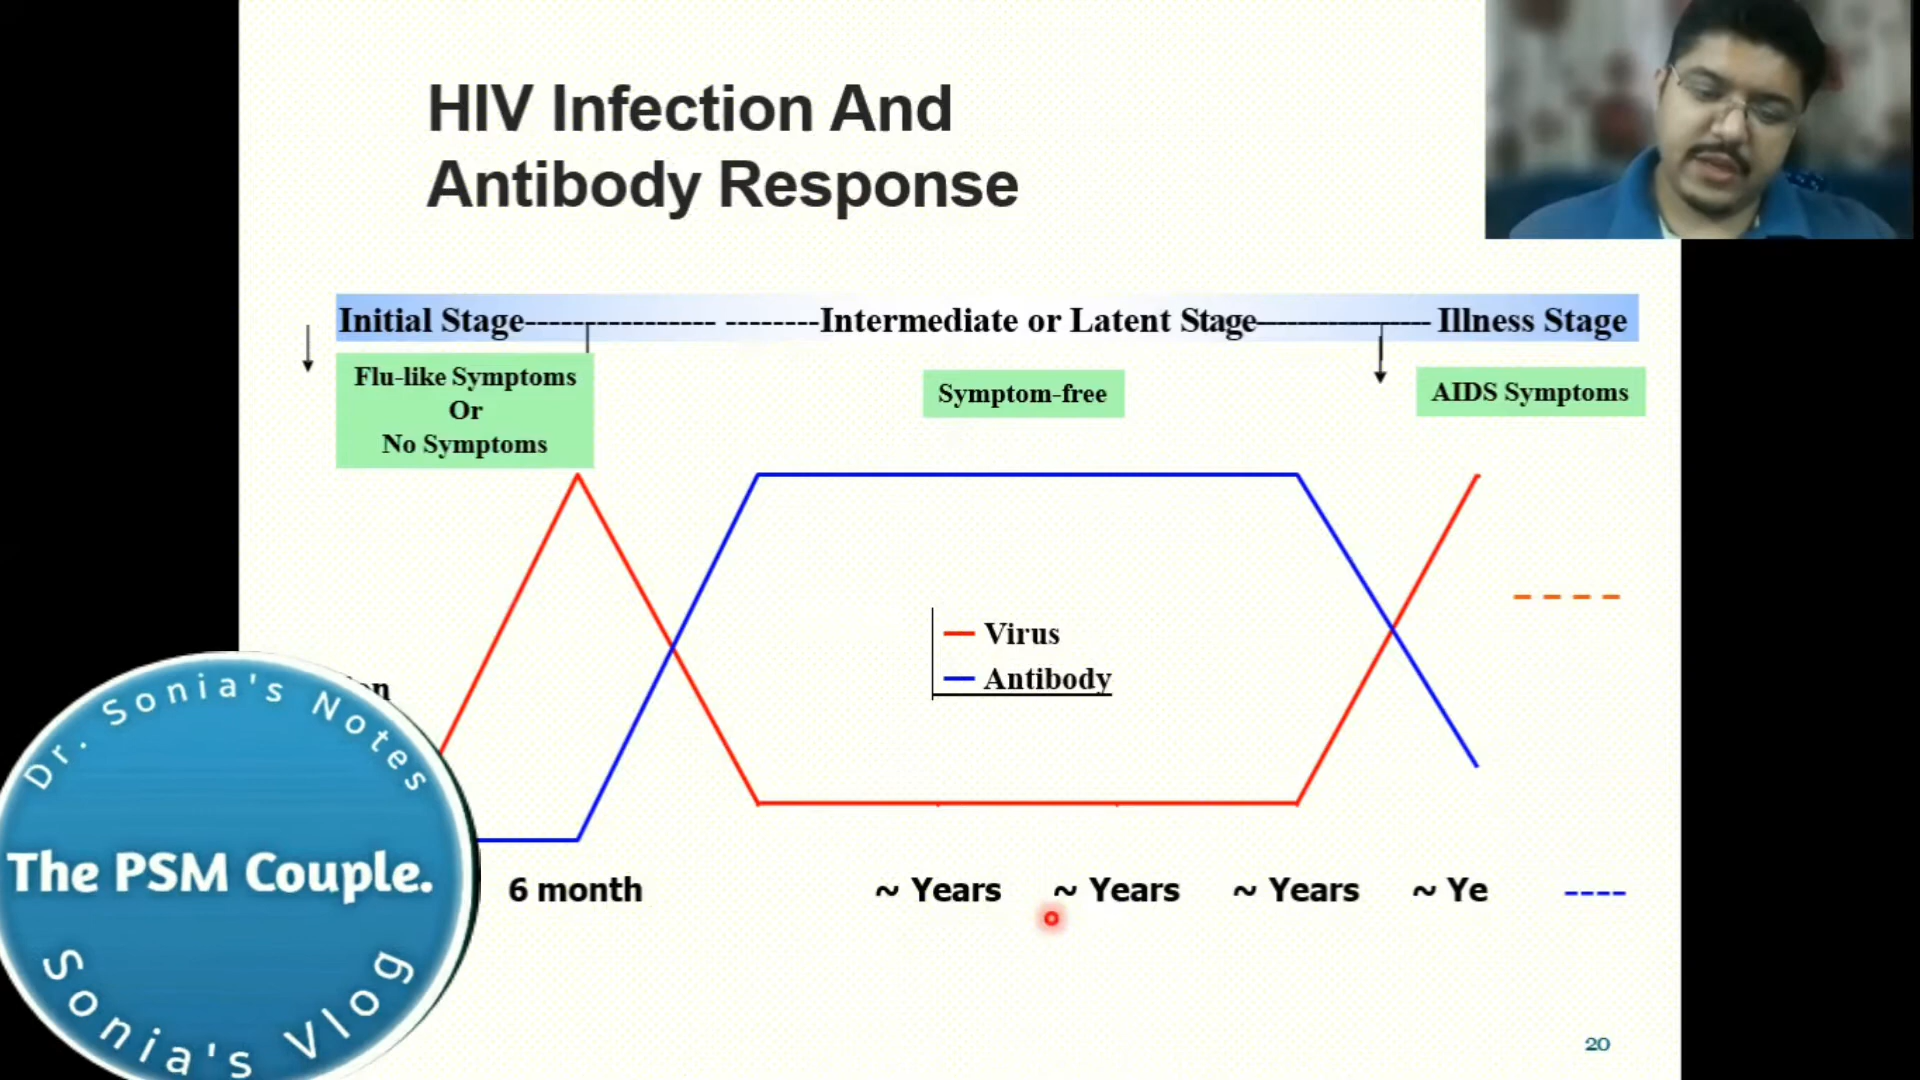 HIV Infection And
Antibody Response
Initial Stage----------------- --------Intermediate or Latent Stage----------------- Illness Stage
Flu-like Symptoms
Or
No Symptoms
Symptom-free
AIDS Symptoms
Virus
Antibody
6 month
~ Years
~ Years
~ Years
~ Ye
----
Dr. Sonia's Notes
The PSM Couple.
Sonia's Vlog
20